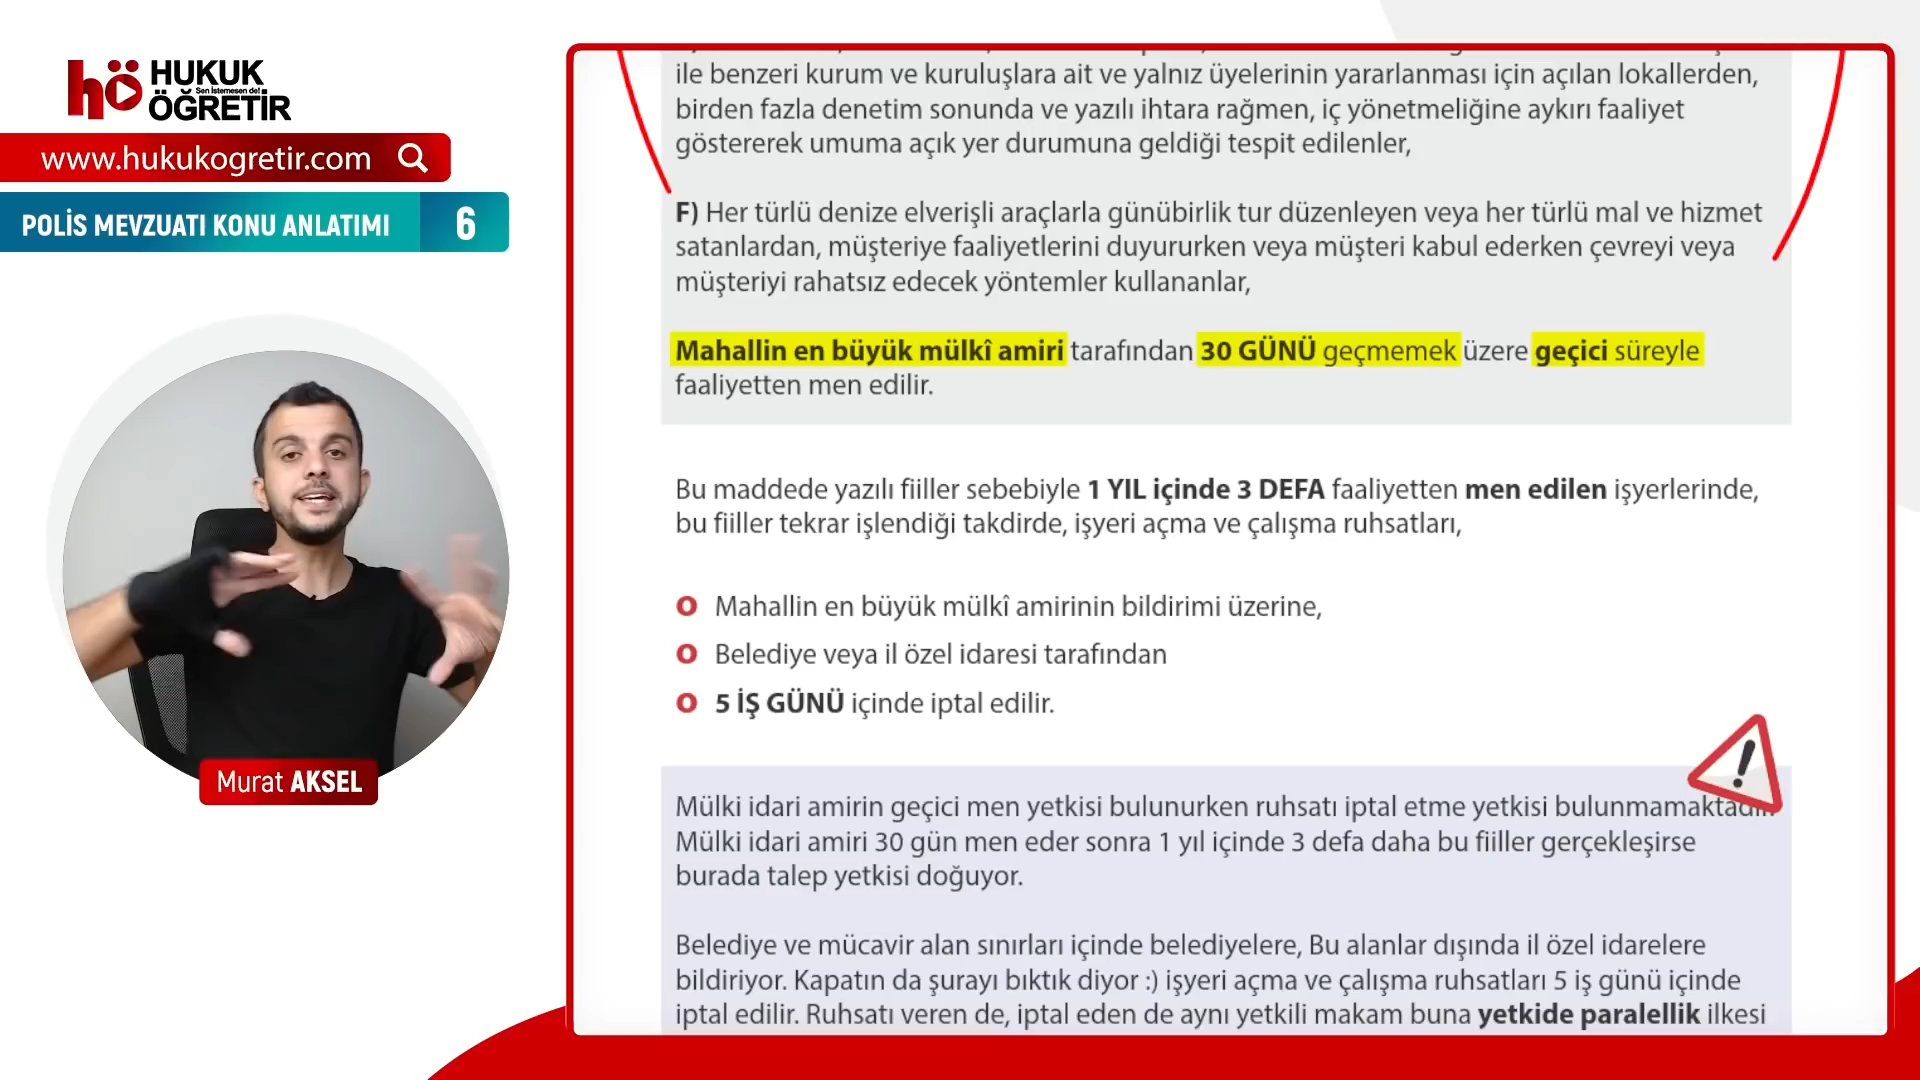 hö HUKUK
Sen İstemesen de!
ÖĞRETİR
www.hukukogretir.com
POLİS MEVZUATI KONU ANLATIMI 6
Murat AKSEL
ile benzeri kurum ve kuruluşlara ait ve yalnız üyelerinin yararlanması için açılan lokallerden,
birden fazla denetim sonunda ve yazılı ihtara rağmen, iç yönetmeliğine aykırı faaliyet
göstererek umuma açık yer durumuna geldiği tespit edilenler,
F) Her türlü denize elverişli araçlarla günübirlik tur düzenleyen veya her türlü mal ve hizmet
satanlardan, müşteriye faaliyetlerini duyururken veya müşteri kabul ederken çevreyi veya
müşteriyi rahatsız edecek yöntemler kullananlar,
Mahallin en büyük mülkî amiri tarafından 30 GÜNÜ geçmemek üzere geçici süreyle
faaliyetten men edilir.
Bu maddede yazılı fiiller sebebiyle 1 YIL içinde 3 DEFA faaliyetten men edilen işyerlerinde,
bu fiiller tekrar işlendiği takdirde, işyeri açma ve çalışma ruhsatları,
O Mahallin en büyük mülkî amirinin bildirimi üzerine,
O Belediye veya il özel idaresi tarafından
O 5 İŞ GÜNÜ içinde iptal edilir.
Mülki idari amirin geçici men yetkisi bulunurken ruhsatı iptal etme yetkisi bulunmamaktadır.
Mülki idari amiri 30 gün men eder sonra 1 yıl içinde 3 defa daha bu fiiller gerçekleşirse
burada talep yetkisi doğuyor.
Belediye ve mücavir alan sınırları içinde belediyelere, Bu alanlar dışında il özel idarelere
bildiriyor. Kapatın da şurayı bıktık diyor :) işyeri açma ve çalışma ruhsatları 5 iş günü içinde
iptal edilir. Ruhsatı veren de, iptal eden de aynı yetkili makam buna yetkide paralellik ilkesi